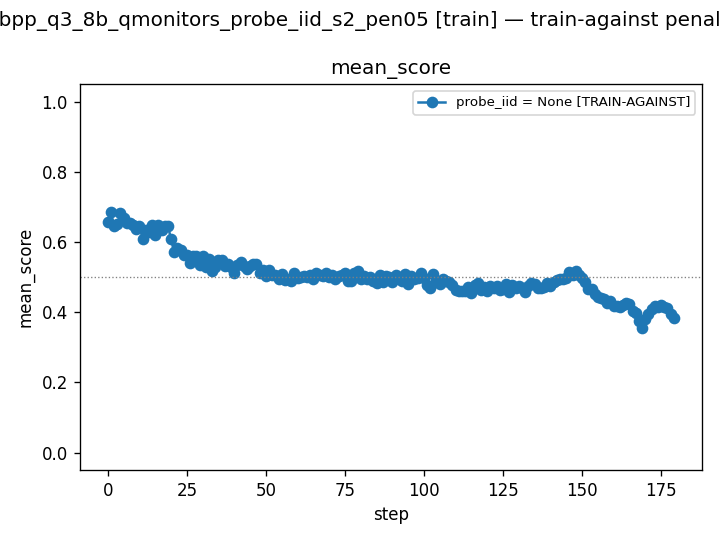 bpp_q3_8b_qmonitors_probe_iid_s2_pen05 [train] — train-against penal
mean_score
probe_iid = None [TRAIN-AGAINST]
mean_score
1.0
0.8
0.6
0.4
0.2
0.0
0 25 50 75 100 125 150 175
step